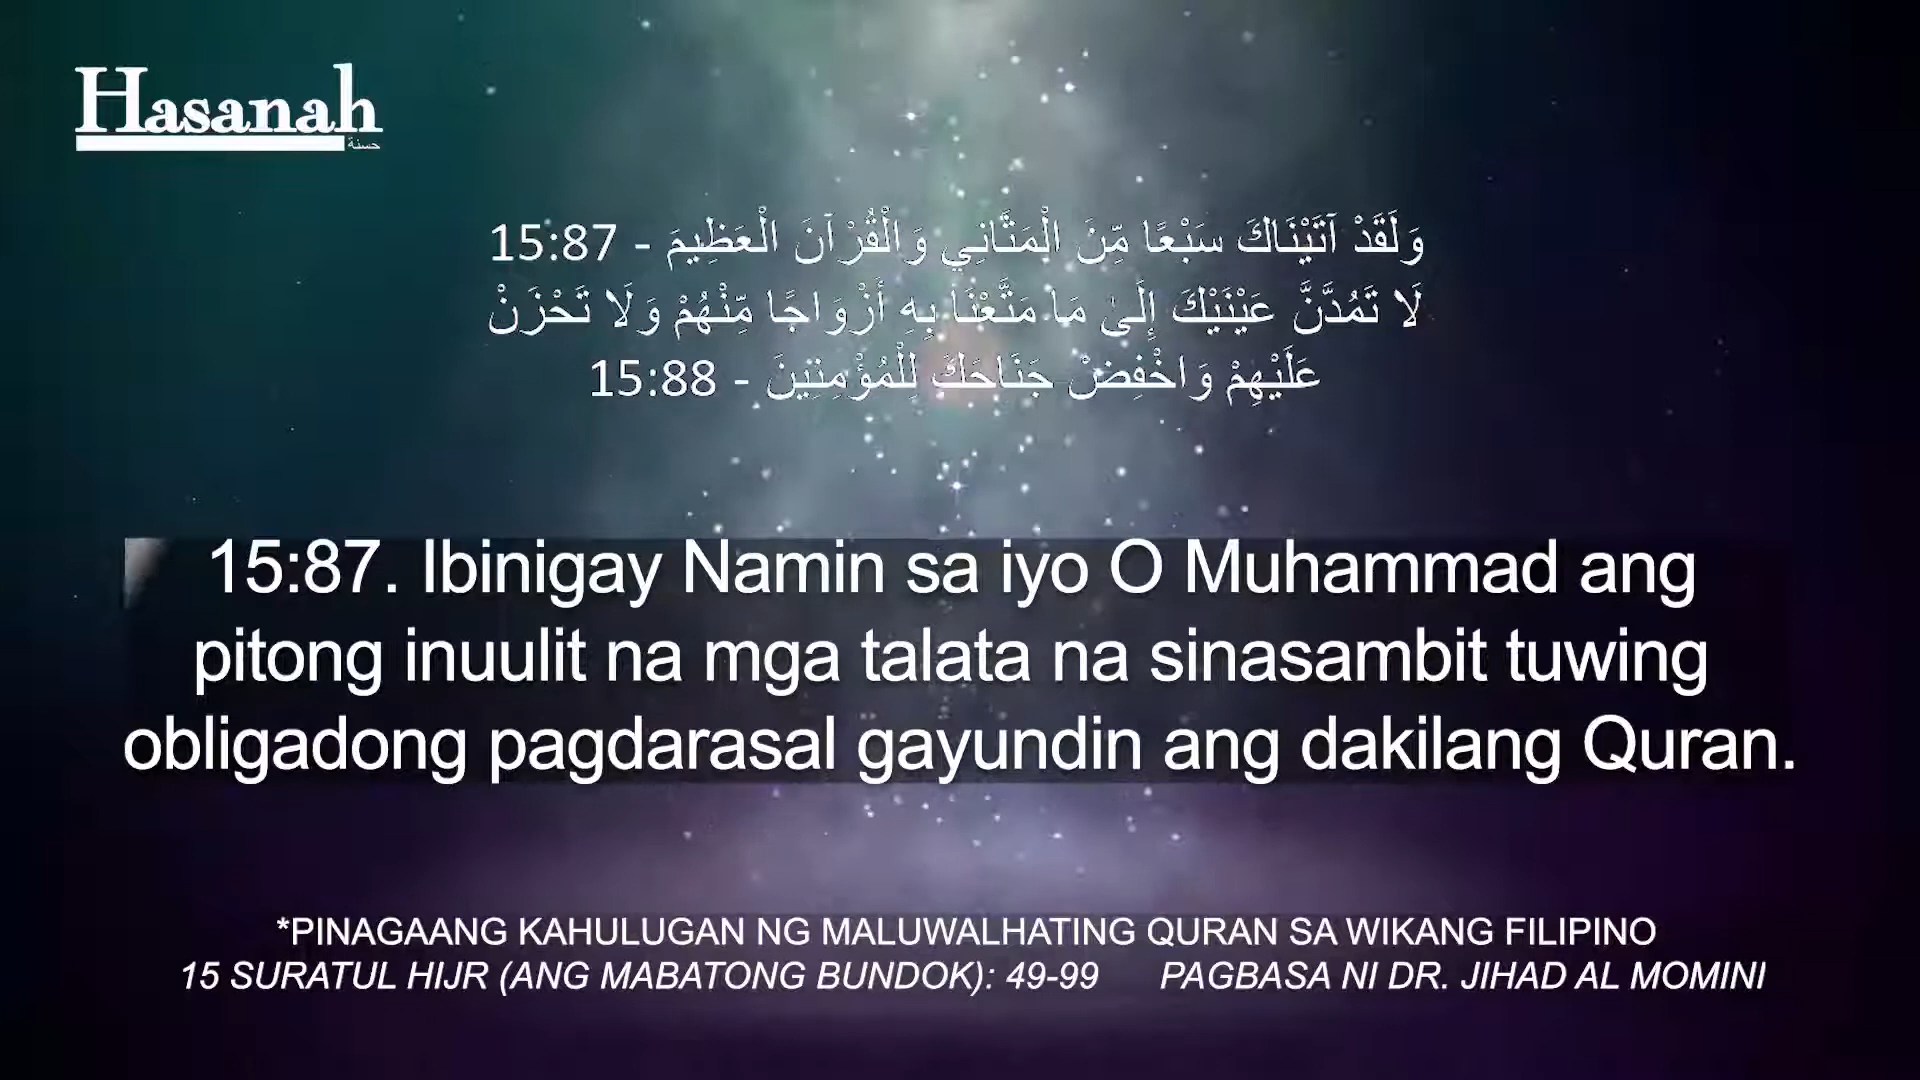 Hasanah
حسنة
وَلَقَدْ آتَيْنَاكَ سَبْعًا مِّنَ الْمَثَانِي وَالْقُرْآنَ الْعَظِيمَ - 15:87
لَا تَمُدَّنَّ عَيْنَيْكَ إِلَىٰ مَا مَتَّعْنَا بِهِ أَزْوَاجًا مِّنْهُمْ وَلَا تَحْزَنْ
عَلَيْهِمْ وَاخْفِضْ جَنَاحَكَ لِلْمُؤْمِنِينَ - 15:88
15:87. Ibinigay Namin sa iyo O Muhammad ang
pitong inuulit na mga talata na sinasambit tuwing
obligadong pagdarasal gayundin ang dakilang Quran.
*PINAGAANG KAHULUGAN NG MALUWALHATING QURAN SA WIKANG FILIPINO
15 SURATUL HIJR (ANG MABATONG BUNDOK): 49-99 PAGBASA NI DR. JIHAD AL MOMINI